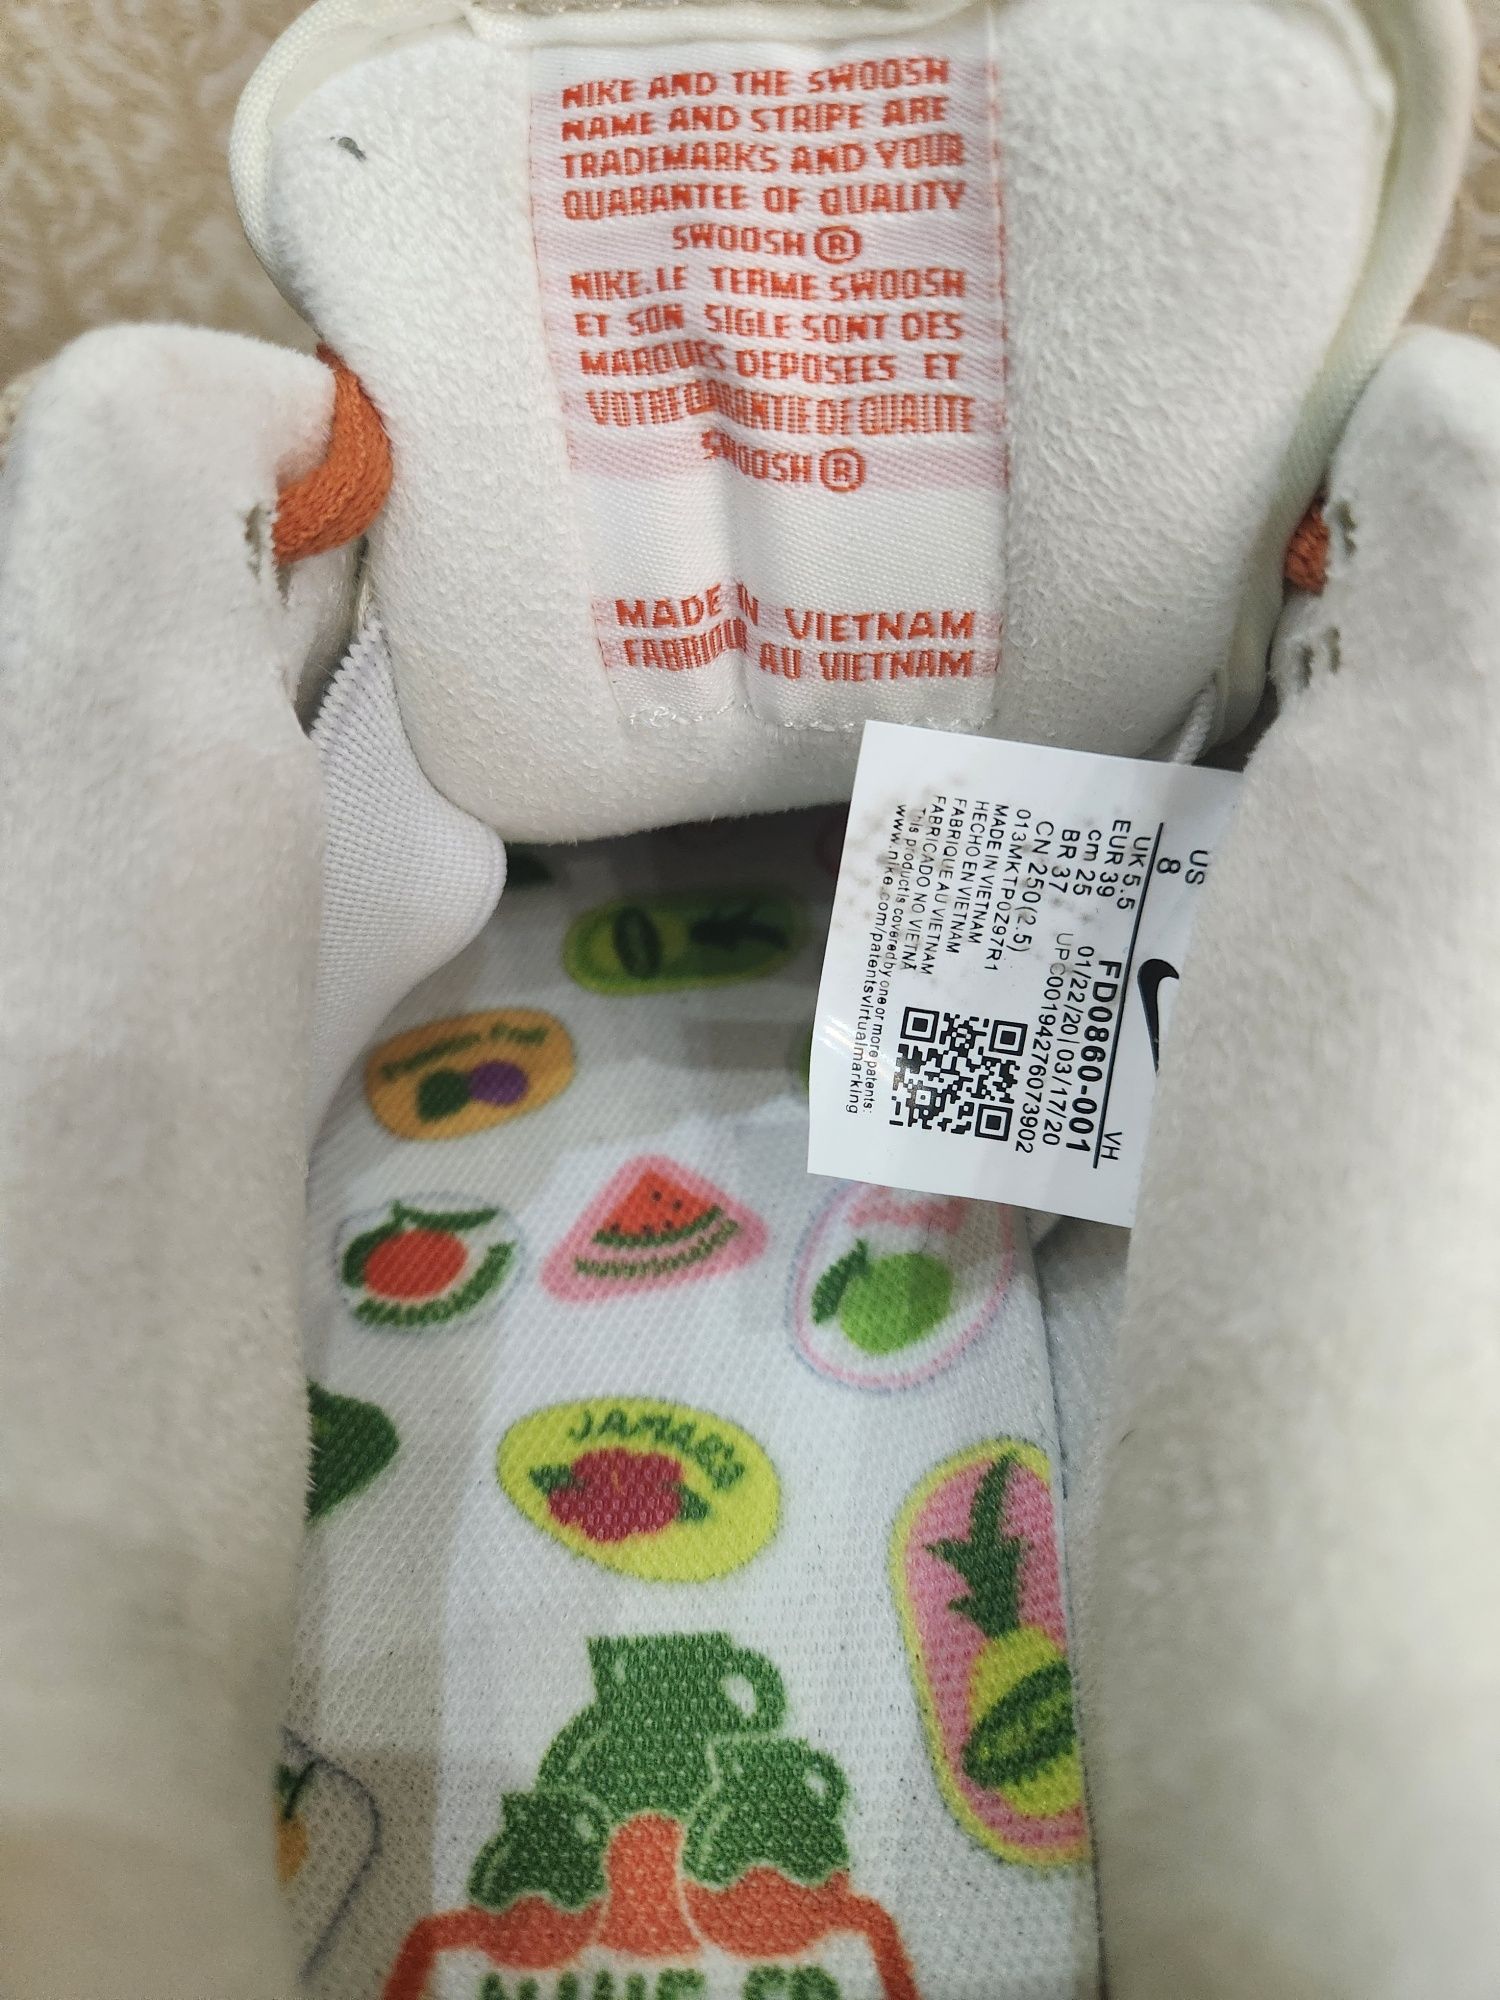 NIKE AND THE SWOOSH
NAME AND STRIPE ARE
TRADEMARKS AND YOUR
QUARANTEE OF QUALITY
SWOOSH ®
NIKE.LE TERME SWOOSH
ET SON SIGLE SONT DES
MARQUES DEPOSEES ET
VOTRE GARANTIE DE QUALITE
SWOOSH ®
MADE IN VIETNAM
FABRIQUE AU VIETNAM
US
8
UK 5.5
EUR 39
cm 25
BR 37
CN 250(2.5)
VH
FD0860-001
01/22/20|03/17/20
UPC00194276073902
013MKTP0Z97R1
MADE IN VIETNAM
HECHO EN VIETNAM
FABRIQUE AU VIETNAM
FABRICADO NO VIETNÃ
This product is covered by one or more patents:
www.nike.com/patentsvirtualmarking
Fruit
WATERMELON
JAMAICA